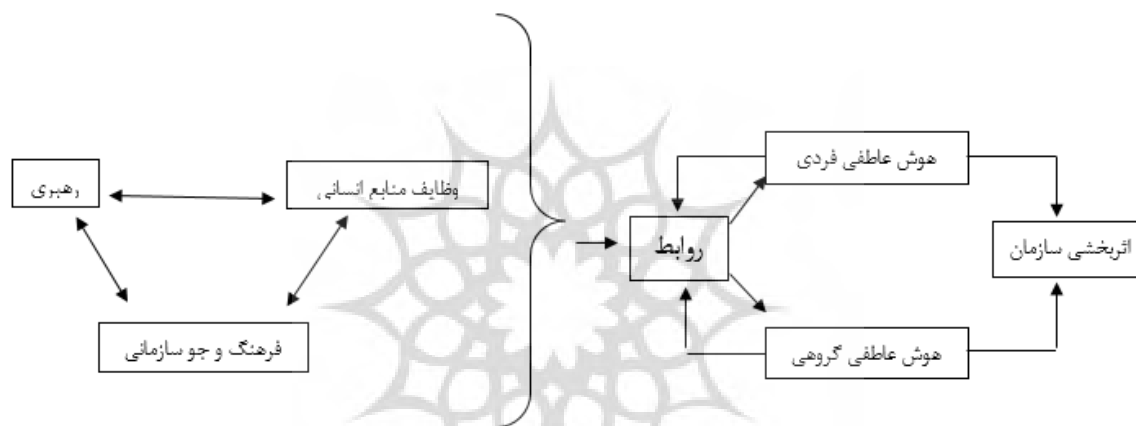 هوش عاطفی فردی
وظایف منابع انسانی
رهبری
روابط
اثربخشی سازمان
فرهنگ و جو سازمانی
هوش عاطفی گروهی